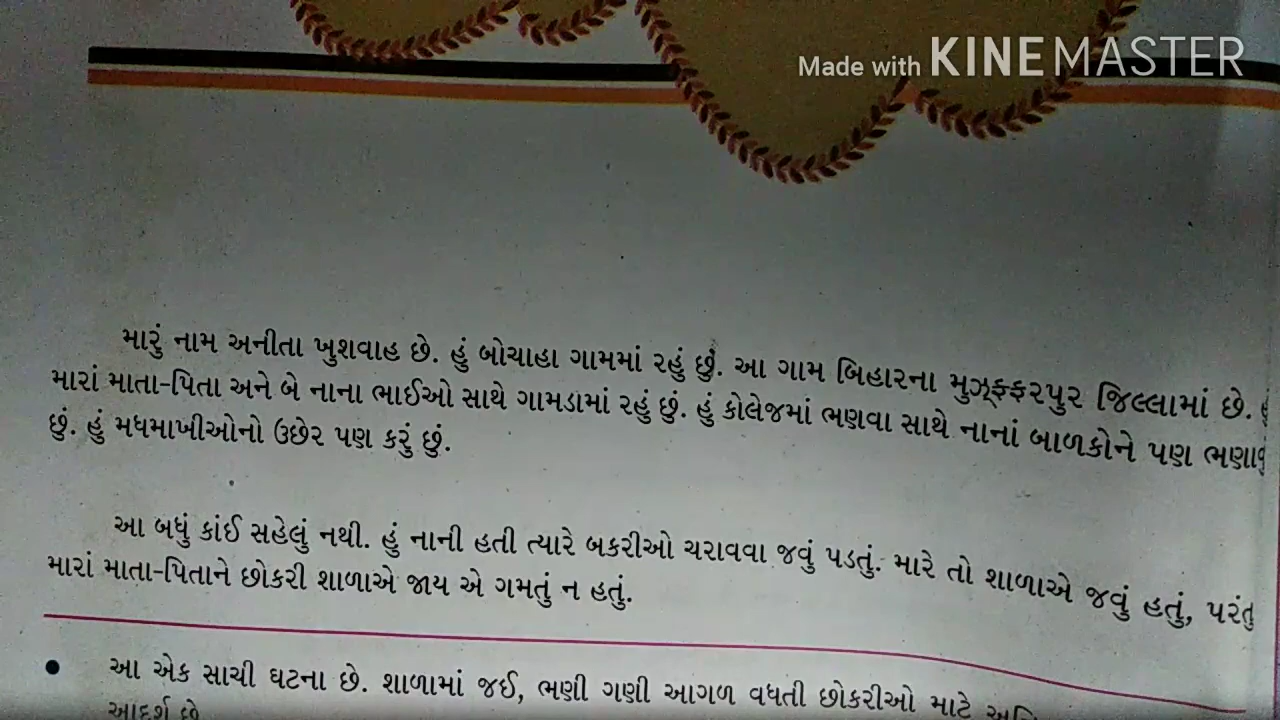 Made with KINEMASTER
મારું નામ અનીતા ખુશવાહ છે. હું બોચાહા ગામમાં રહું છું. આ ગામ બિહારના મુઝ્ફ્ફરપુર જિલ્લામાં છે. હું
મારાં માતા-પિતા અને બે નાના ભાઈઓ સાથે ગામડામાં રહું છું. હું કોલેજમાં ભણવા સાથે નાનાં બાળકોને પણ ભણાવું
છું. હું મધમાખીઓનો ઉછેર પણ કરું છું.
આ બધું કાંઈ સહેલું નથી. હું નાની હતી ત્યારે બકરીઓ ચરાવવા જવું પડતું. મારે તો શાળાએ જવું હતું, પરંતુ
મારાં માતા-પિતાને છોકરી શાળાએ જાય એ ગમતું ન હતું.
• આ એક સાચી ઘટના છે. શાળામાં જઈ, ભણી ગણી આગળ વધતી છોકરીઓ માટે
આદર્શ છે